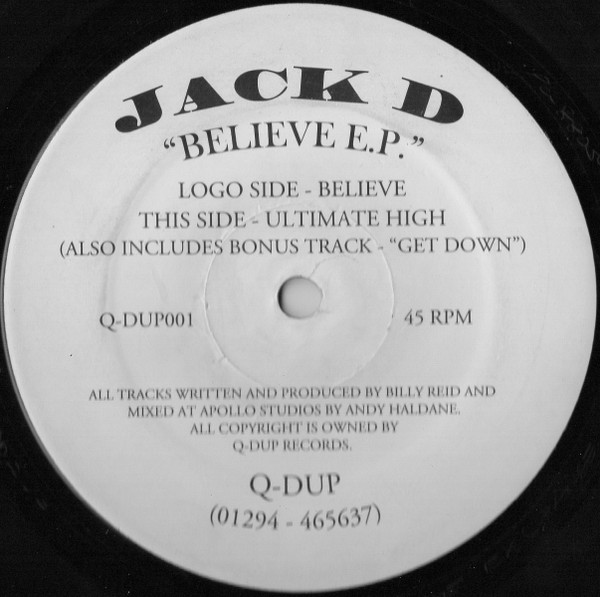 JACK D
"BELIEVE E.P."
LOGO SIDE - BELIEVE
THIS SIDE - ULTIMATE HIGH
(ALSO INCLUDES BONUS TRACK - "GET DOWN")
Q-DUP001
45 RPM
ALL TRACKS WRITTEN AND PRODUCED BY BILLY REID AND
MIXED AT APOLLO STUDIOS BY ANDY HALDANE.
ALL COPYRIGHT IS OWNED BY
Q-DUP RECORDS.
Q-DUP
(01294 - 465637)